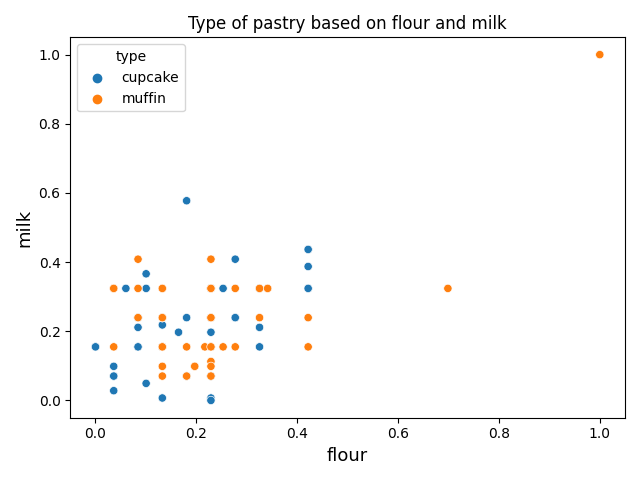 Type of pastry based on flour and milk
type
cupcake
muffin
1.0
0.8
0.6
0.4
0.2
0.0
milk
0.0 0.2 0.4 0.6 0.8 1.0
flour